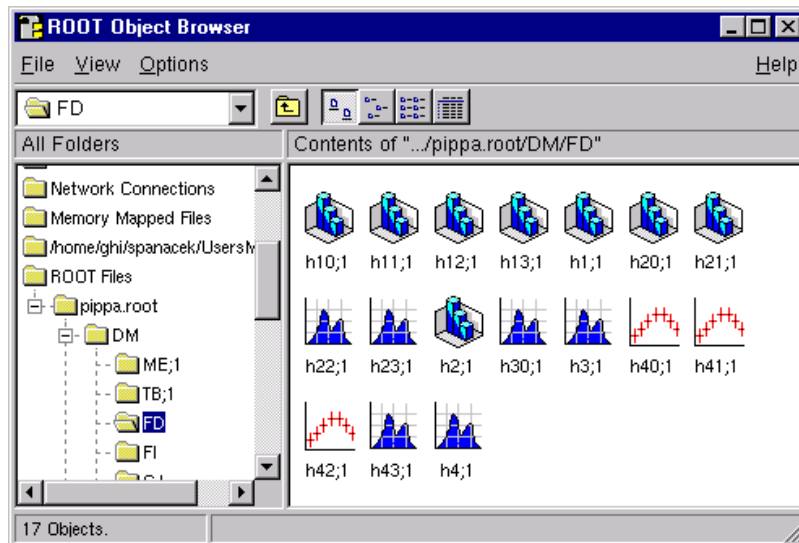 ROOT Object Browser
File View Options Help
FD
All Folders
Contents of ".../pippa.root/DM/FD"
Network Connections
Memory Mapped Files
/home/ghi/spanacek/UsersM
ROOT Files
pippa.root
DM
ME;1
TB;1
FD
FI
h10;1 h11;1 h12;1 h13;1 h1;1 h20;1 h21;1
h22;1 h23;1 h2;1 h30;1 h3;1 h40;1 h41;1
h42;1 h43;1 h4;1
17 Objects.